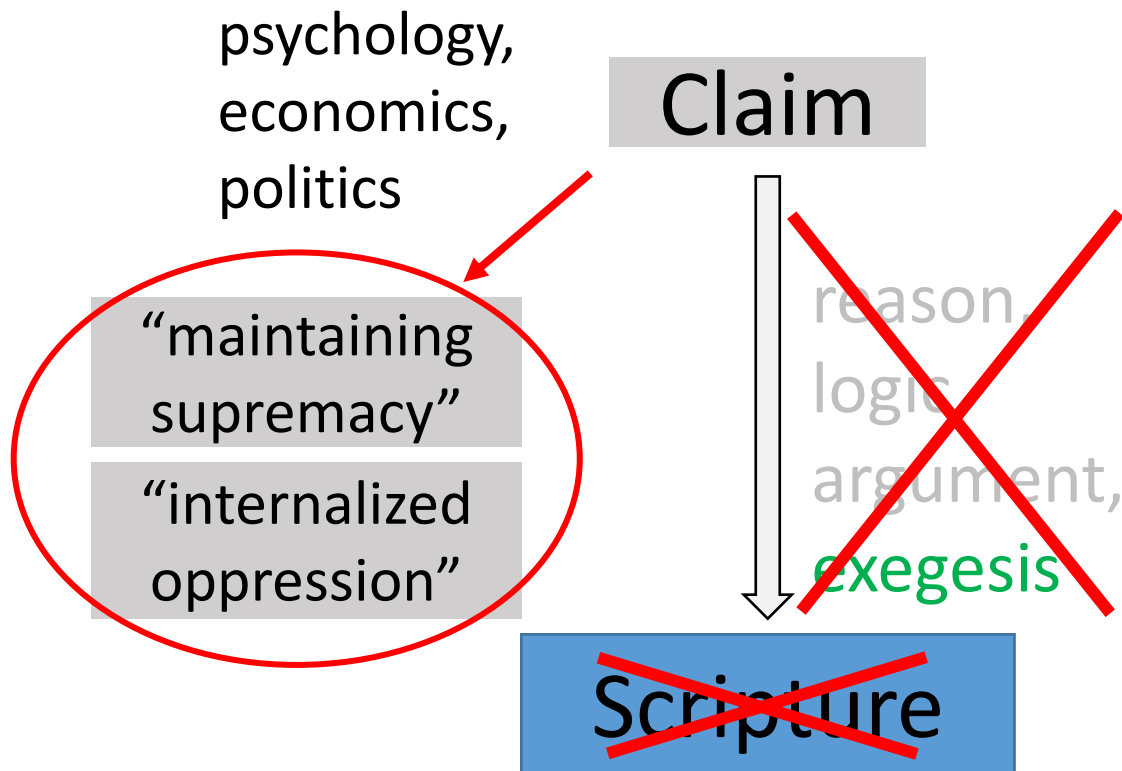 psychology,
economics,
politics
Claim
“maintaining
supremacy”
“internalized
oppression”
reason,
logic
argument,
exegesis
Scripture